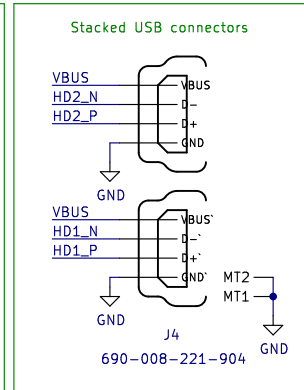 Stacked USB connectors
VBUS VBUS
HD2_N D-
HD2_P D+
GND
GND
VBUS VBUS`
HD1_N D-`
HD1_P D+`
GND` MT2
MT1
GND
J4
GND
690-008-221-904